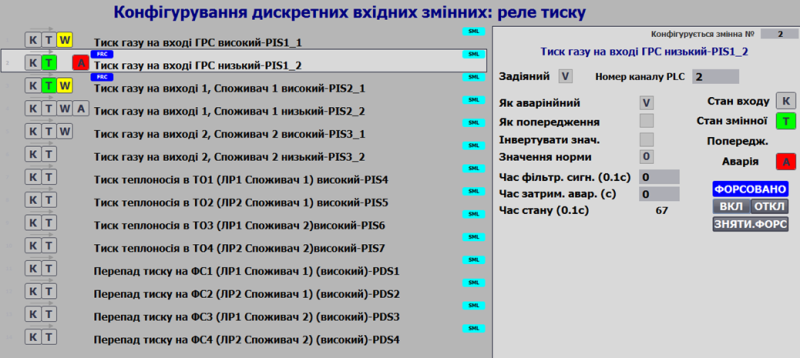 Конфігурування дискретних вхідних змінних: реле тиску
K T W Тиск газу на вході ГРС високий-PIS1_1 SML
K T A FRC Тиск газу на вході ГРС низький-PIS1_2 SML
K T W FRC Тиск газу на виході 1, Споживач 1 високий-PIS2_1 SML
K T W A Тиск газу на виході 1, Споживач 1 низький-PIS2_2 SML
K T W Тиск газу на виході 2, Споживач 2 високий-PIS3_1 SML
K T Тиск газу на виході 2, Споживач 2 низький-PIS3_2 SML
K T Тиск теплоносія в ТО1 (ЛР1 Споживач 1) високий-PIS4 SML
K T Тиск теплоносія в ТО2 (ЛР2 Споживач 1) високий-PIS5 SML
K T Тиск теплоносія в ТО3 (ЛР1 Споживач 2)високий-PIS6 SML
K T Тиск теплоносія в ТО4 (ЛР2 Споживач 2)високий-PIS7 SML
K T Перепад тиску на ФС1 (ЛР1 Споживач 1) (високий)-PDS1 SML
K T Перепад тиску на ФС2 (ЛР2 Споживач 1) (високий)-PDS2 SML
K T Перепад тиску на ФС3 (ЛР1 Споживач 2) (високий)-PDS3 SML
K T Перепад тиску на ФС4 (ЛР2 Споживач 2) (високий)-PDS4 SML
Конфігурується змінна № 2
Тиск газу на вході ГРС низький-PIS1_2
Задіяний V Номер каналу PLC 2
Як аварінйний V Стан входу K
Як попередження Стан змінної T
Інвертувати знач. Попередж.
Значення норми 0 Аварія A
Час фільтр. сигн. (0.1с) 0 ФОРСОВАНО
Час затрим. авар. (с) 0 ВКЛ ОТКЛ
Час стану (0.1с) 67 ЗНЯТИ.ФОРС